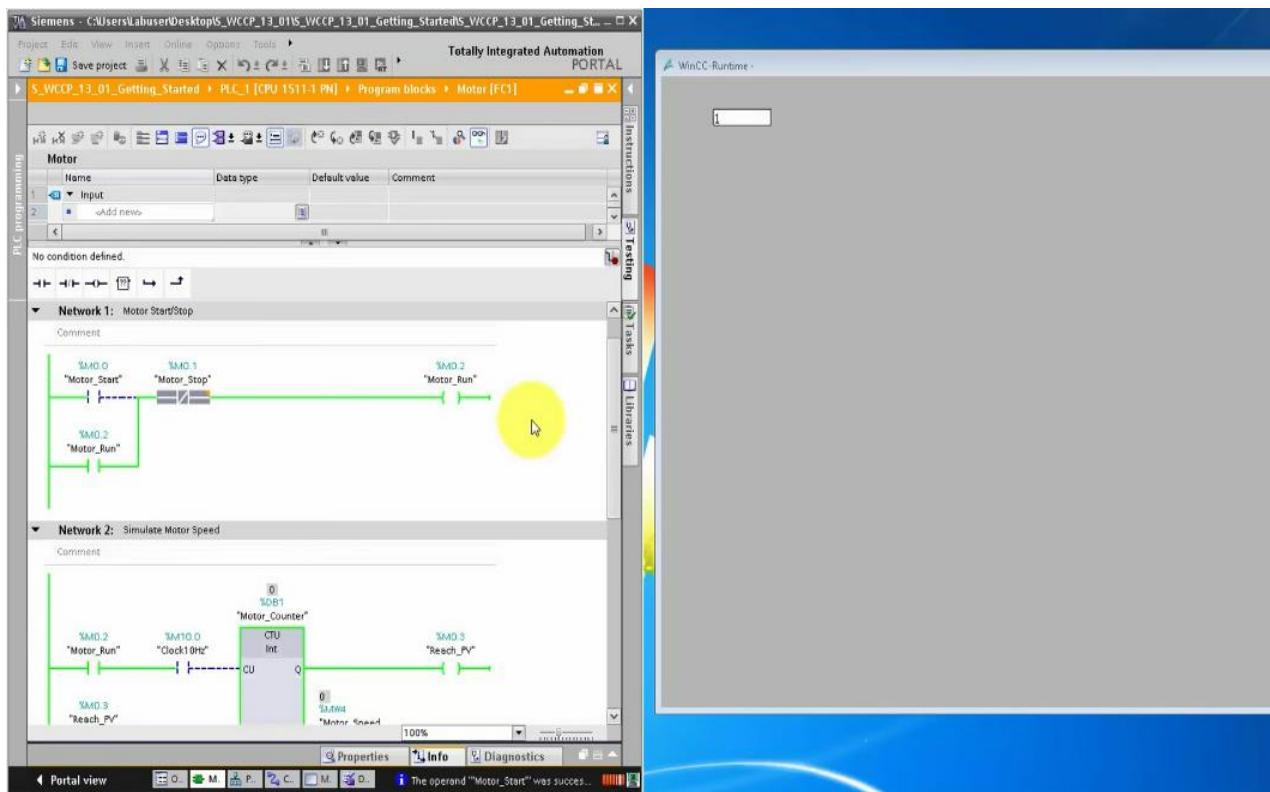 Siemens - C:\Users\Labuser\Desktop\S_WCCP_13_01\S_WCCP_13_01_Getting_Started\S_WCCP_13_01_Getting_St...
Project Edit View Insert Online Options Tools
Totally Integrated Automation
PORTAL
Save project
S_WCCP_13_01_Getting_Started PLC_1 [CPU 1511-1 PN] Program blocks Motor [FC1]
Motor
Name Data type Default value Comment
1 Input
2 <Add new>
No condition defined.
Network 1: Motor Start/Stop
Comment
%M0.0 %M0.1 %M0.2
"Motor_Start" "Motor_Stop" "Motor_Run"
%M0.2
"Motor_Run"
Network 2: Simulate Motor Speed
Comment
0
%DB1
"Motor_Counter"
%M0.2 %M10.0 CTU %M0.3
"Motor_Run" "Clock10Hz" Int "Reach_PV"
CU Q
%M0.3 0
"Reach_PV" %MW4
"Motor_Speed
100%
Properties Info Diagnostics
Portal view O... M... P... C... M... D... The operand '"Motor_Start"' was succes...
PLC programming
Instructions
Testing
Tasks
Libraries
WinCC-Runtime -
1